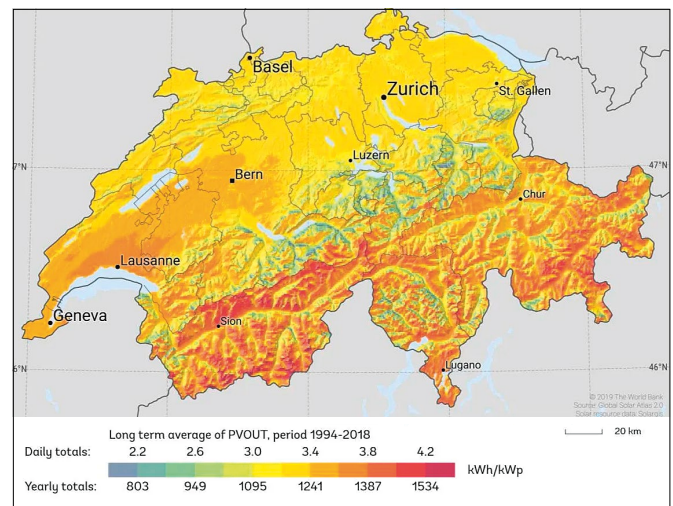 Basel
Zurich
St. Gallen
7°N
Luzern
47°N
Bern
Chur
Lausanne
Geneva
Sion
Lugano
6°N
46°N
© 2019 The World Bank
Source: Global Solar Atlas 2.0
Solar resource data: Solargis
20 km
Long term average of PVOUT, period 1994-2018
Daily totals: 2.2 2.6 3.0 3.4 3.8 4.2
kWh/kWp
Yearly totals: 803 949 1095 1241 1387 1534